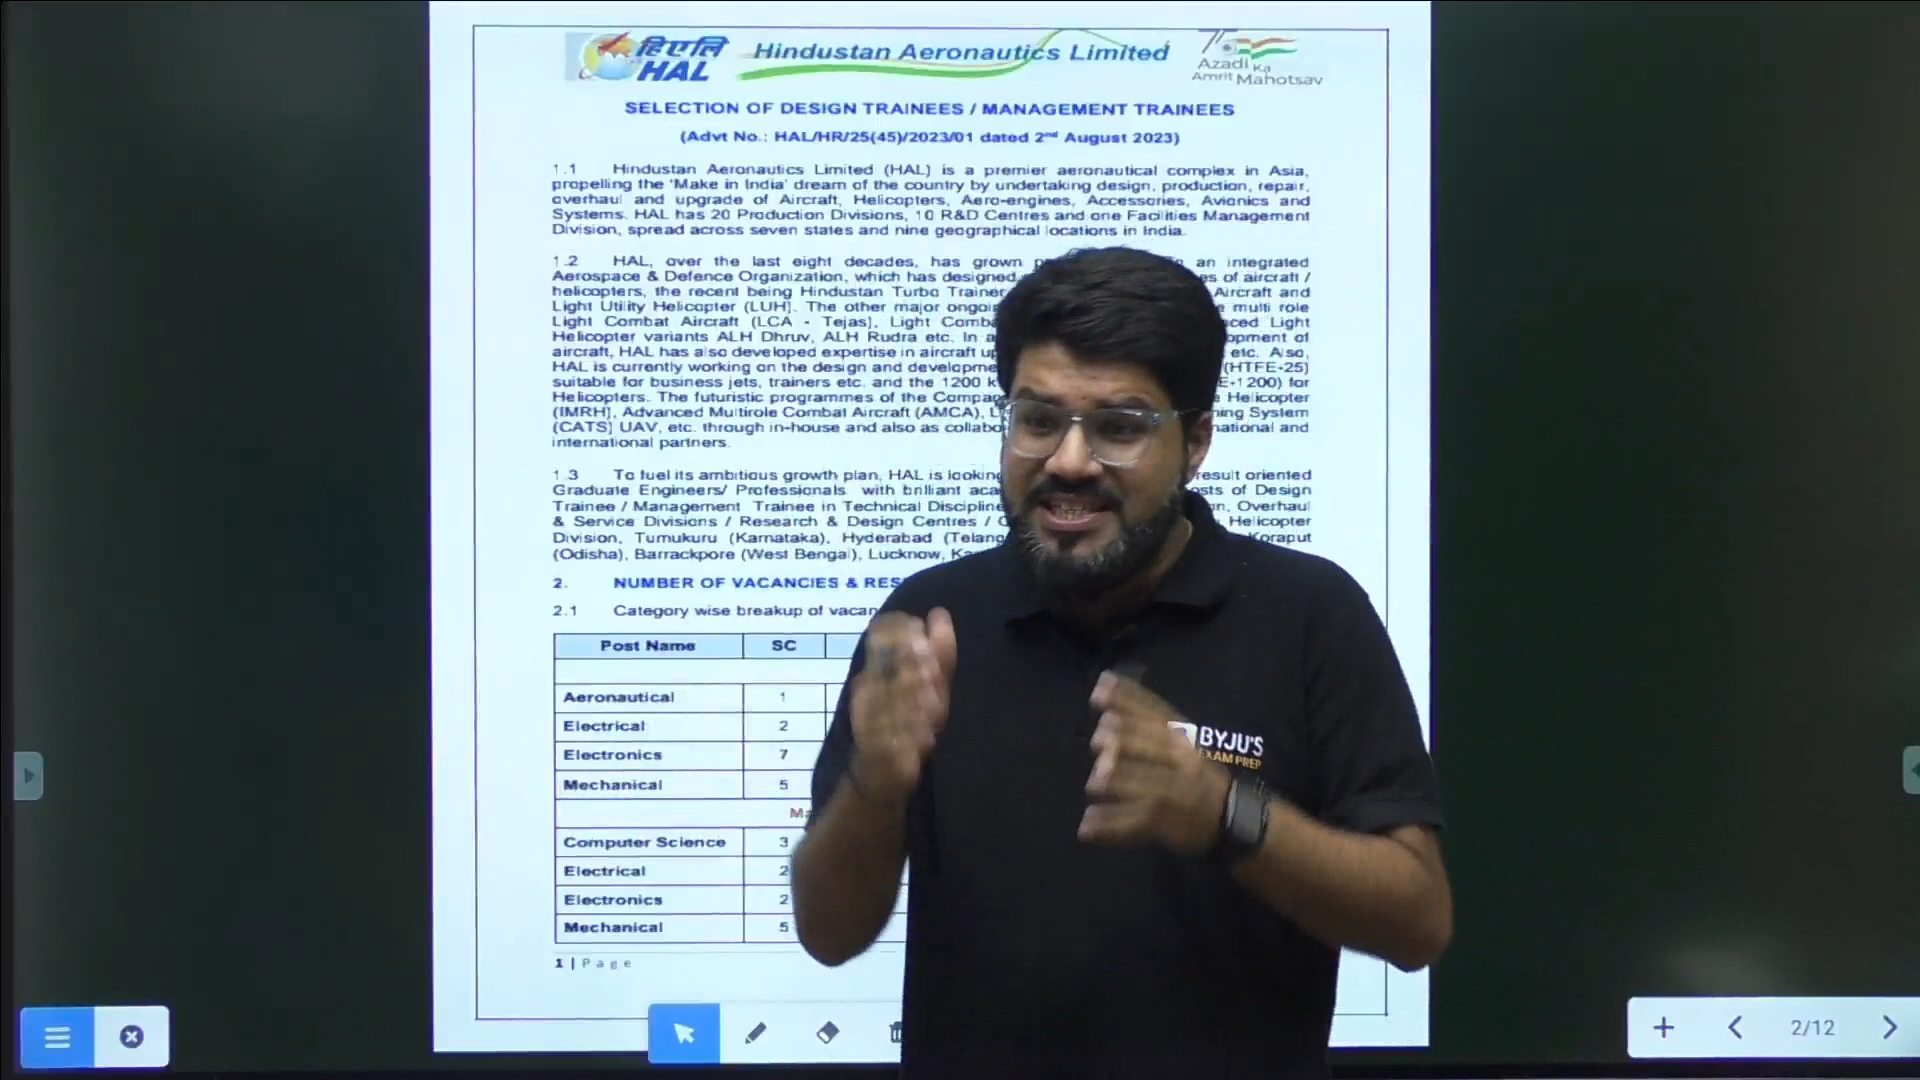 हिएलि
HAL
Hindustan Aeronautics Limited
75
Azadi Ka
Amrit Mahotsav
SELECTION OF DESIGN TRAINEES / MANAGEMENT TRAINEES
(Advt No.: HAL/HR/25(45)/2023/01 dated 2nd August 2023)
1.1 Hindustan Aeronautics Limited (HAL) is a premier aeronautical complex in Asia,
propelling the 'Make in India' dream of the country by undertaking design, production, repair,
overhaul and upgrade of Aircraft, Helicopters, Aero-engines, Accessories, Avionics and
Systems. HAL has 20 Production Divisions, 10 R&D Centres and one Facilities Management
Division, spread across seven states and nine geographical locations in India.
1.2 HAL, over the last eight decades, has grown an integrated
Aerospace & Defence Organization, which has designed es of aircraft /
helicopters, the recent being Hindustan Turbo Trainer Aircraft and
Light Utility Helicopter (LUH). The other major ongoi e multi role
Light Combat Aircraft (LCA - Tejas), Light Comba ced Light
Helicopter variants ALH Dhruv, ALH Rudra etc. In a opment of
aircraft, HAL has also developed expertise in aircraft up etc. Also,
HAL is currently working on the design and developme (HTFE-25)
suitable for business jets, trainers etc. and the 1200 k E-1200) for
Helicopters. The futuristic programmes of the Compa e Helicopter
(IMRH), Advanced Multirole Combat Aircraft (AMCA), L ning System
(CATS) UAV, etc. through in-house and also as collabo national and
international partners.
1.3 To fuel its ambitious growth plan, HAL is looking result oriented
Graduate Engineers/ Professionals with brilliant aca osts of Design
Trainee / Management Trainee in Technical Discipline n, Overhaul
& Service Divisions / Research & Design Centres / C Helicopter
Division, Tumukuru (Karnataka), Hyderabad (Telang Koraput
(Odisha), Barrackpore (West Bengal), Lucknow, Ka
2. NUMBER OF VACANCIES & RES
2.1 Category wise breakup of vacan
Post Name SC
Aeronautical 1
Electrical 2
Electronics 7
Mechanical 5
Ma
Computer Science 3
Electrical 2
Electronics 2
Mechanical 5
1 | Page
BYJU'S
EXAM PREP
2/12